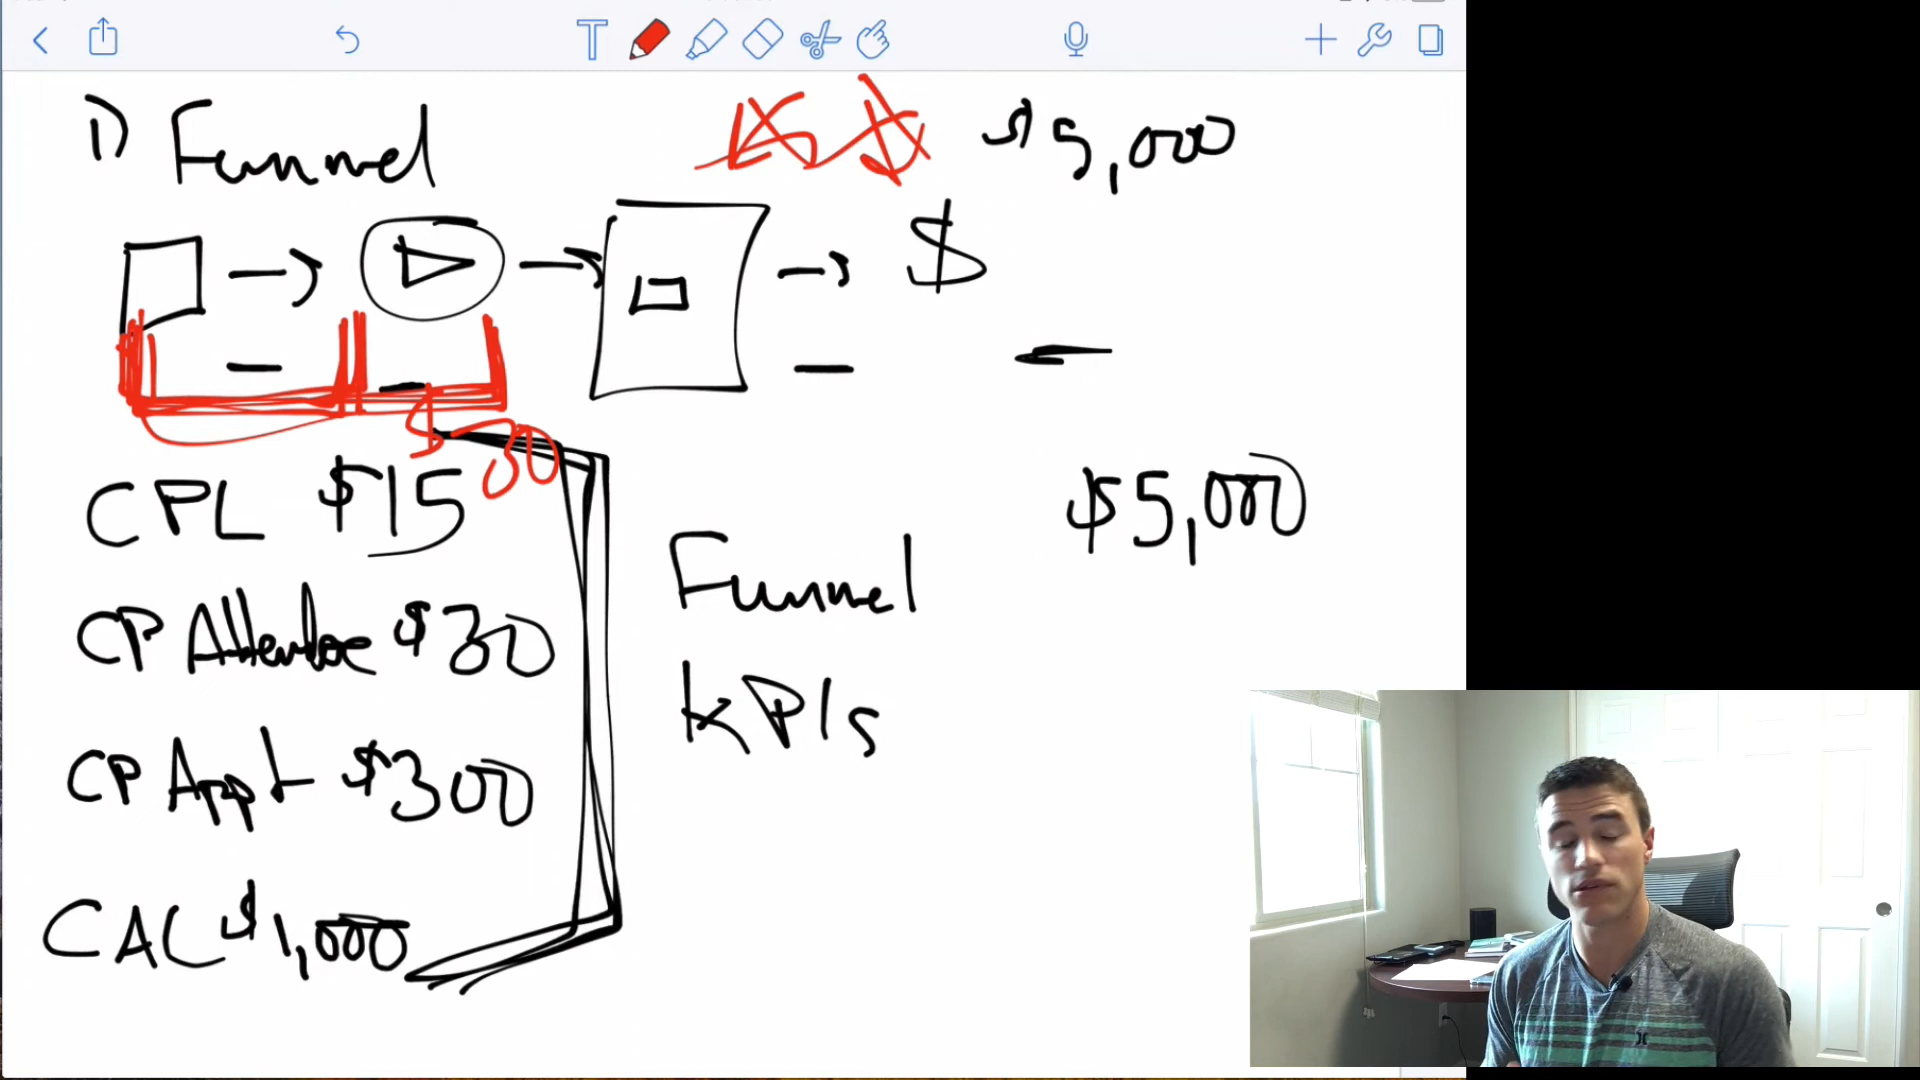 1) Funnel
$5,000
$
$30
CPL $15
$5,000
Funnel
CP Attendee $30
KPIs
CP Appt $300
CAC $1,000